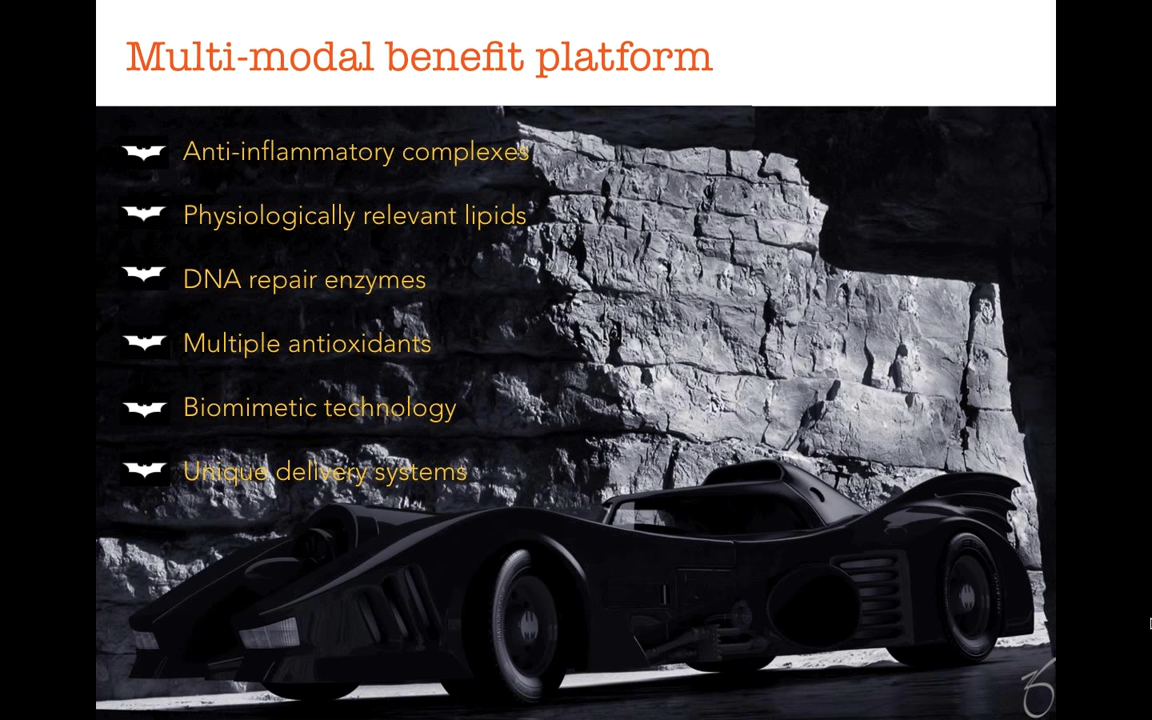 Multi-modal benefit platform
Anti-inflammatory complexes
Physiologically relevant lipids
DNA repair enzymes
Multiple antioxidants
Biomimetic technology
Unique delivery systems